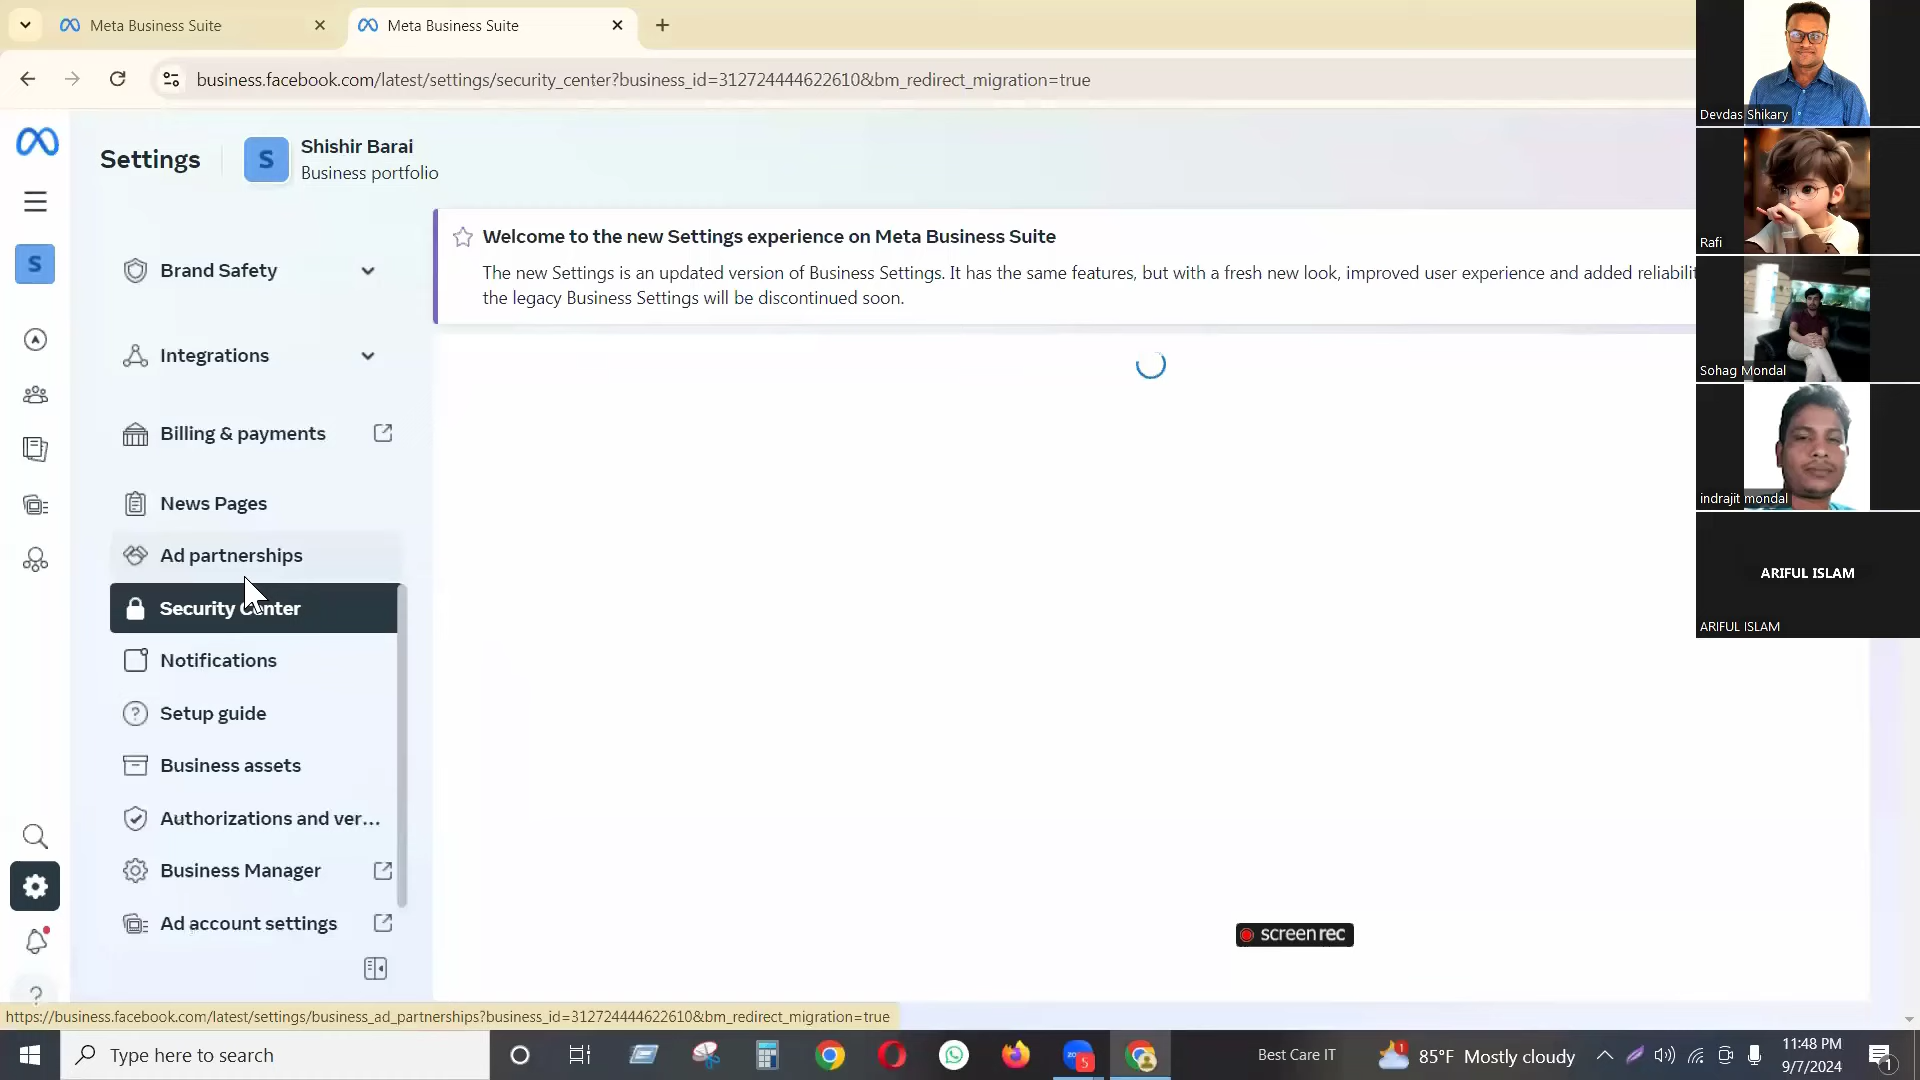 Meta Business Suite
Meta Business Suite
business.facebook.com/latest/settings/security_center?business_id=312724444622610&bm_redirect_migration=true
Settings
S
Shishir Barai
Business portfolio
S
Brand Safety
Integrations
Billing & payments
News Pages
Ad partnerships
Security Center
Notifications
Setup guide
Business assets
Authorizations and ver...
Business Manager
Ad account settings
Welcome to the new Settings experience on Meta Business Suite
The new Settings is an updated version of Business Settings. It has the same features, but with a fresh new look, improved user experience and added reliabilit
the legacy Business Settings will be discontinued soon.
Devdas Shikary
Rafi
Sohag Mondal
indrajit mondal
ARIFUL ISLAM
ARIFUL ISLAM
screenrec
https://business.facebook.com/latest/settings/business_ad_partnerships?business_id=312724444622610&bm_redirect_migration=true
Type here to search
Best Care IT
1
85°F Mostly cloudy
11:48 PM
9/7/2024
1